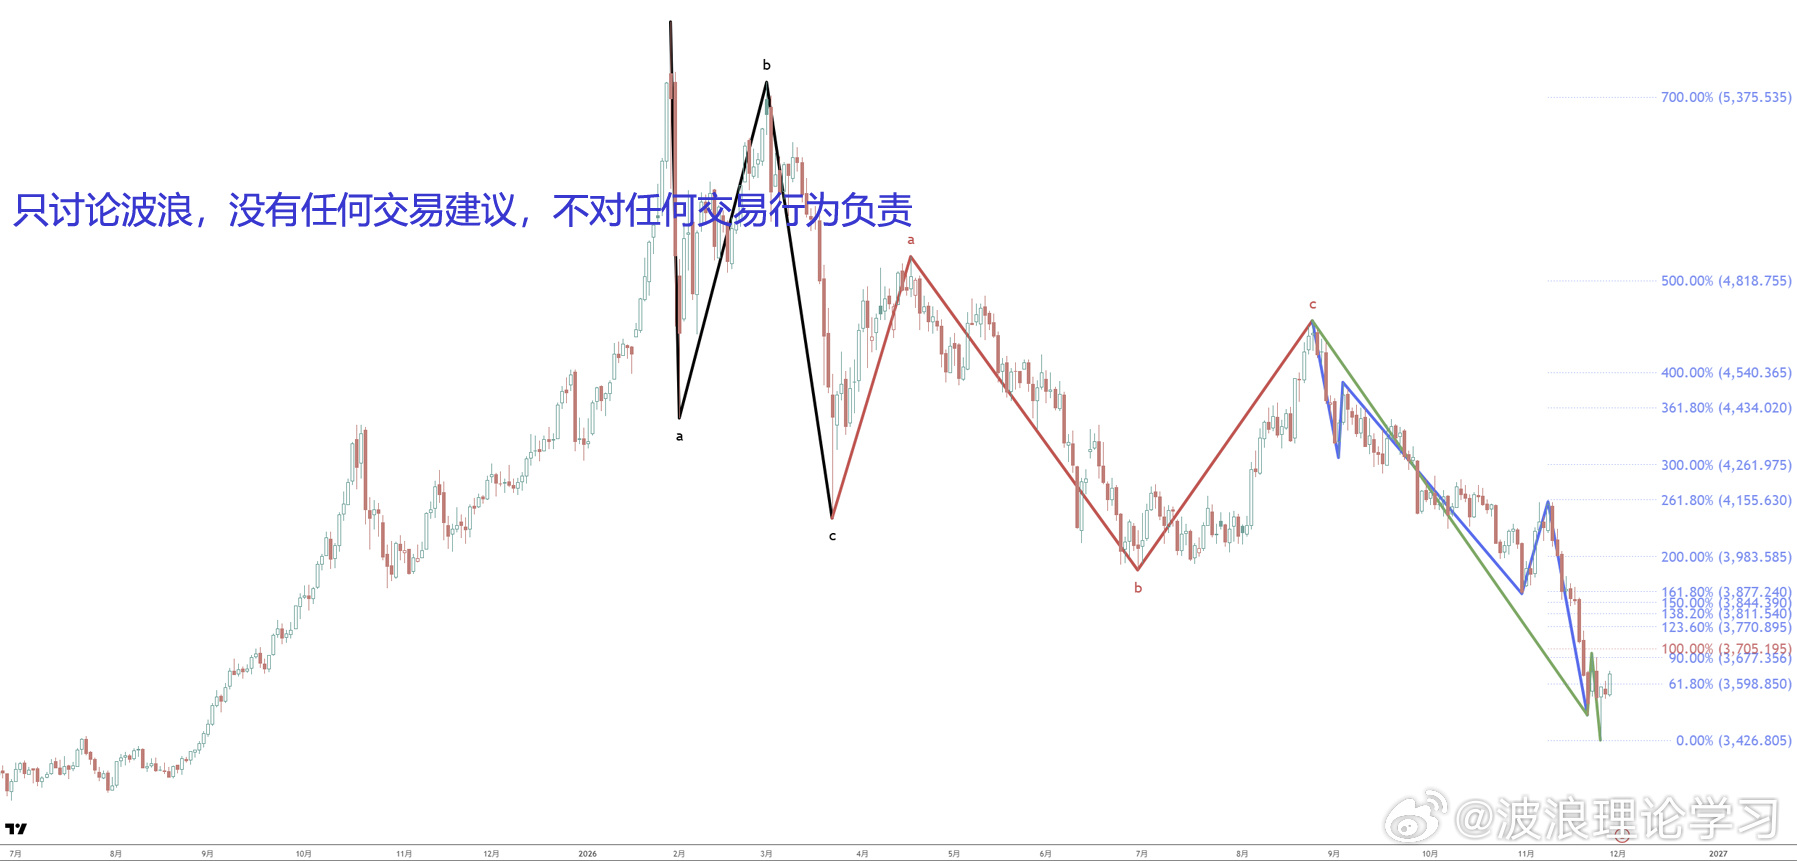 b
700.00% (5,375.535)
只讨论波浪，没有任何交易建议，不对任何交易行为负责
a
500.00% (4,818.755)
c
400.00% (4,540.365)
361.80% (4,434.020)
a
300.00% (4,261.975)
261.80% (4,155.630)
c
200.00% (3,983.585)
b
161.80% (3,877.240)
150.00% (3,844.390)
138.20% (3,811.540)
123.60% (3,770.895)
100.00% (3,705.195)
90.00% (3,677.356)
61.80% (3,598.850)
0.00% (3,426.805)
@波浪理论学习
7月 8月 9月 10月 11月 12月 2026 2月 3月 4月 5月 6月 7月 8月 9月 10月 11月 12月 2027